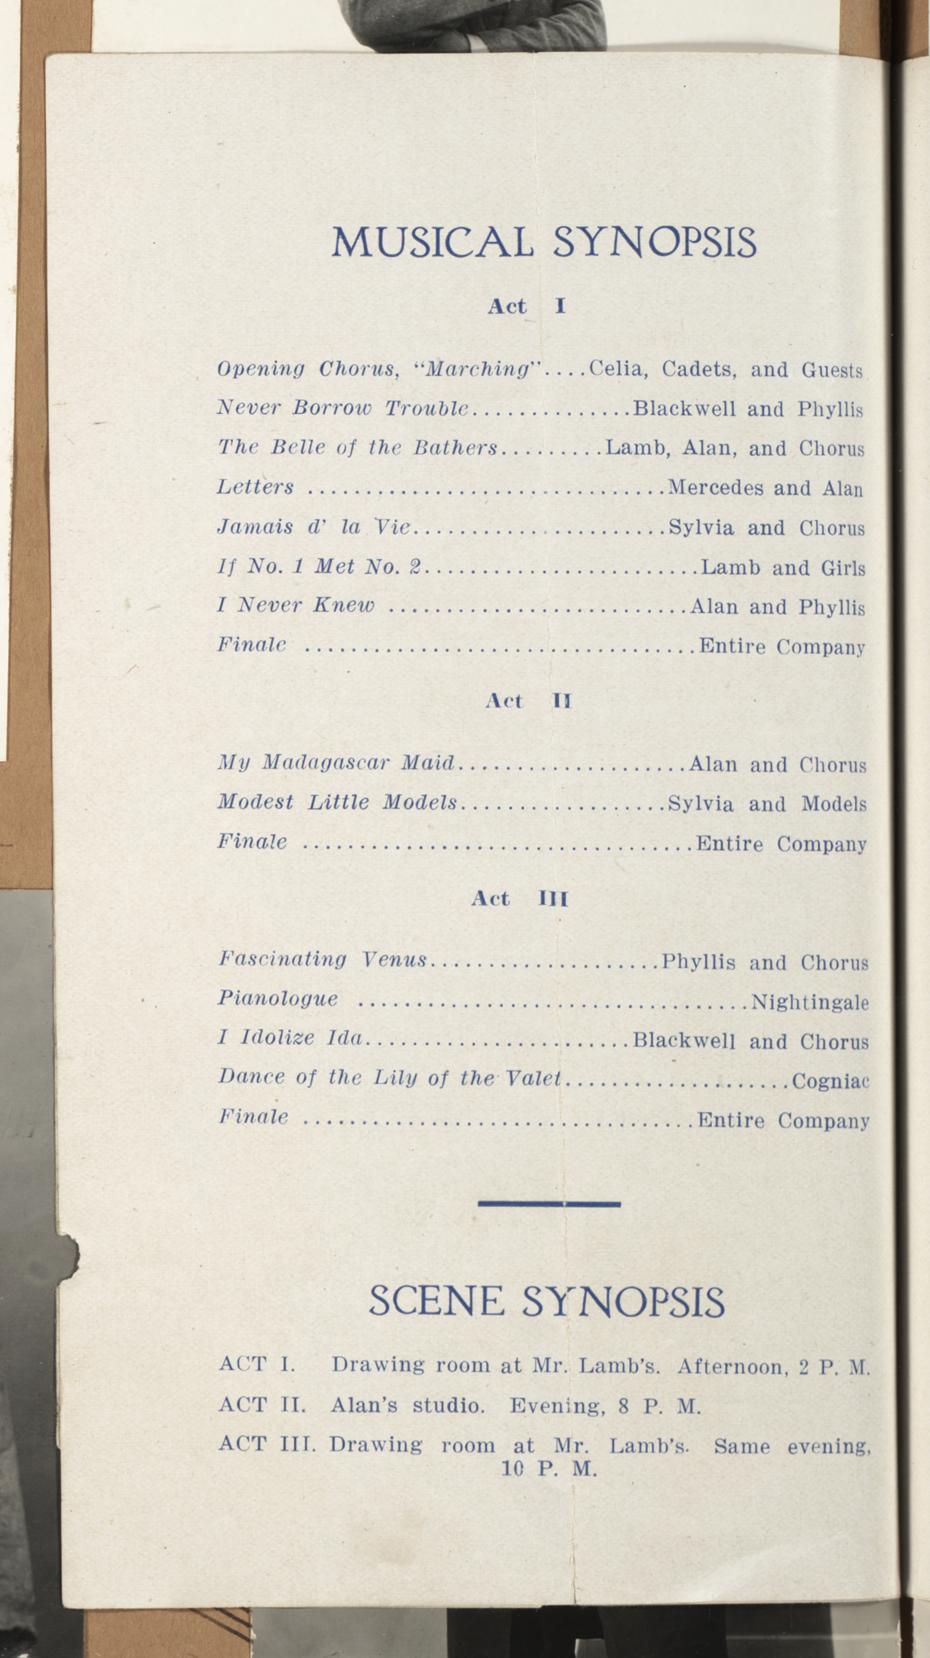 MUSICAL SYNOPSIS
Act I
Opening Chorus, “Marching”....Celia, Cadets, and Guests
Never Borrow Trouble..............Blackwell and Phyllis
The Belle of the Bathers.........Lamb, Alan, and Chorus
Letters ...............................Mercedes and Alan
Jamais d' la Vie......................Sylvia and Chorus
If No. 1 Met No. 2........................Lamb and Girls
I Never Knew ..........................Alan and Phyllis
Finale ..................................Entire Company
Act II
My Madagascar Maid....................Alan and Chorus
Modest Little Models..................Sylvia and Models
Finale ..................................Entire Company
Act III
Fascinating Venus....................Phyllis and Chorus
Pianologue ..................................Nightingale
I Idolize Ida.......................Blackwell and Chorus
Dance of the Lily of the Valet....................Cogniac
Finale ..................................Entire Company
SCENE SYNOPSIS
ACT I. Drawing room at Mr. Lamb's. Afternoon, 2 P. M.
ACT II. Alan's studio. Evening, 8 P. M.
ACT III. Drawing room at Mr. Lamb's. Same evening,
10 P. M.